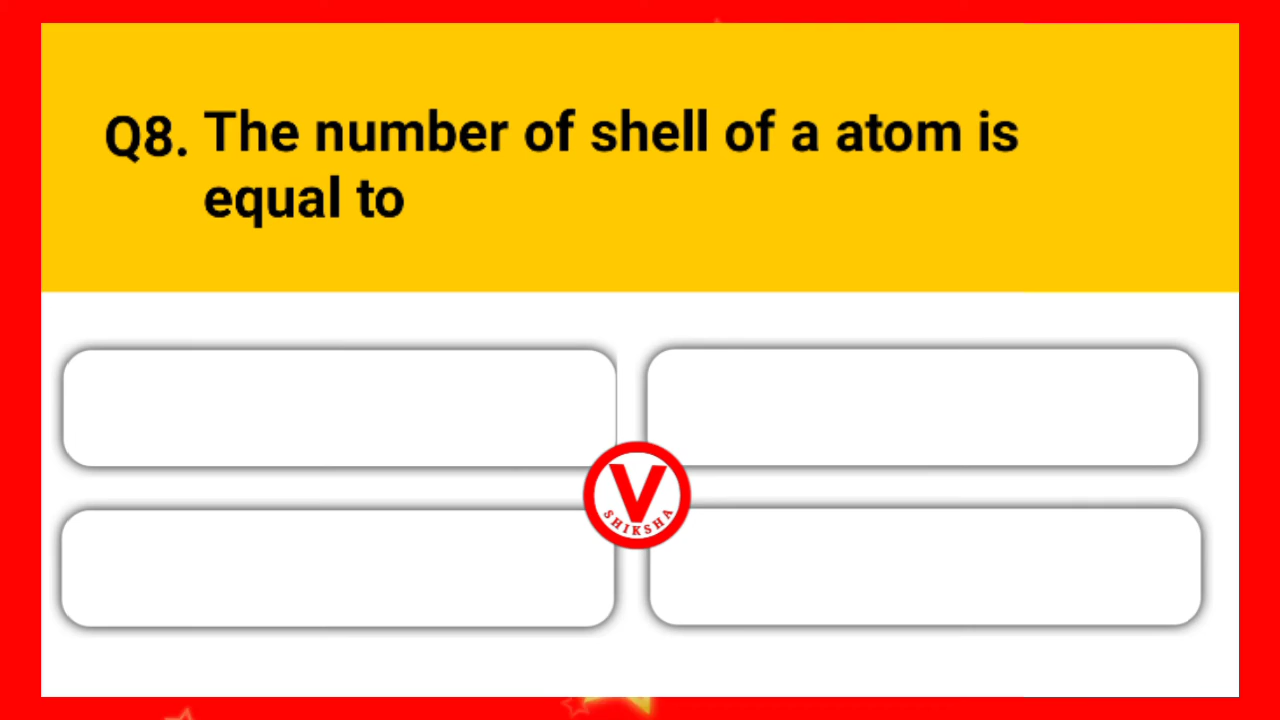 Q8. The number of shell of a atom is
equal to
V
SHIKSHA